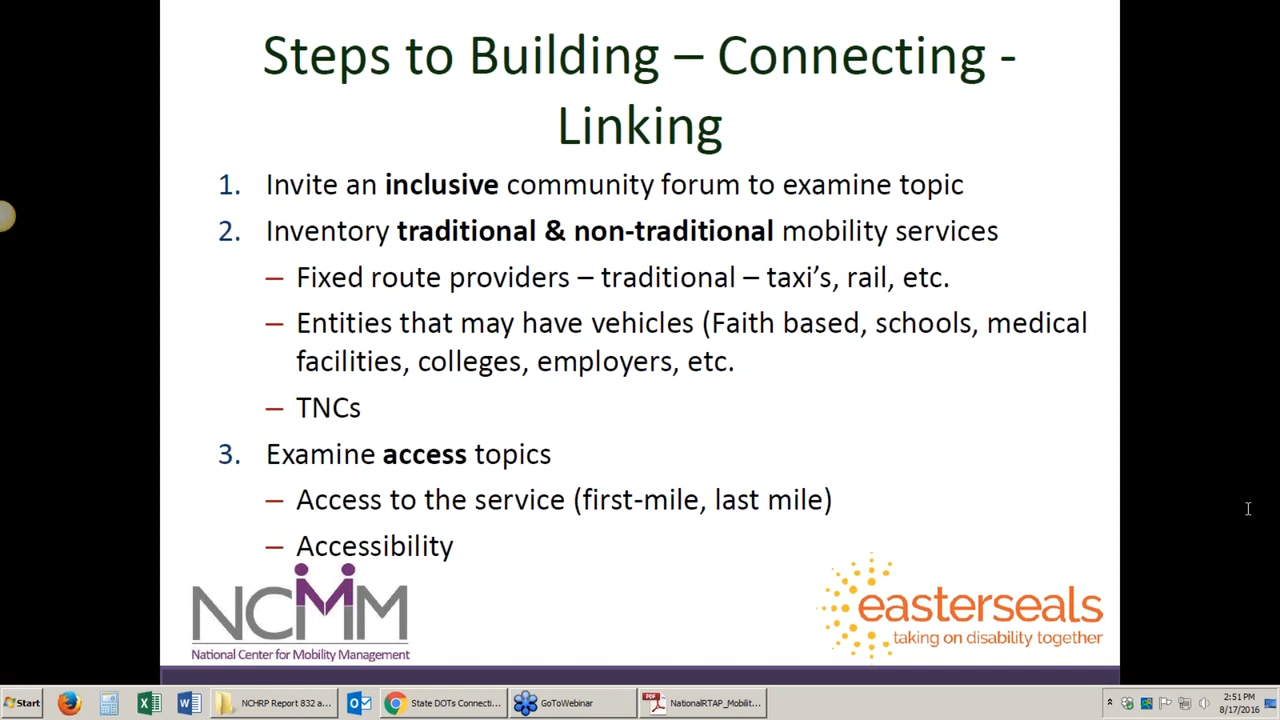 Steps to Building – Connecting -
Linking
1. Invite an inclusive community forum to examine topic
2. Inventory traditional & non-traditional mobility services
– Fixed route providers – traditional – taxi’s, rail, etc.
– Entities that may have vehicles (Faith based, schools, medical
facilities, colleges, employers, etc.
– TNCs
3. Examine access topics
– Access to the service (first-mile, last mile)
– Accessibility
NCMM
National Center for Mobility Management
easterseals
taking on disability together
Start
NCHRP Report 832 a...
State DOTs Connecti...
GoToWebinar
NationalRTAP_Mobilit...
2:51 PM
8/17/2016